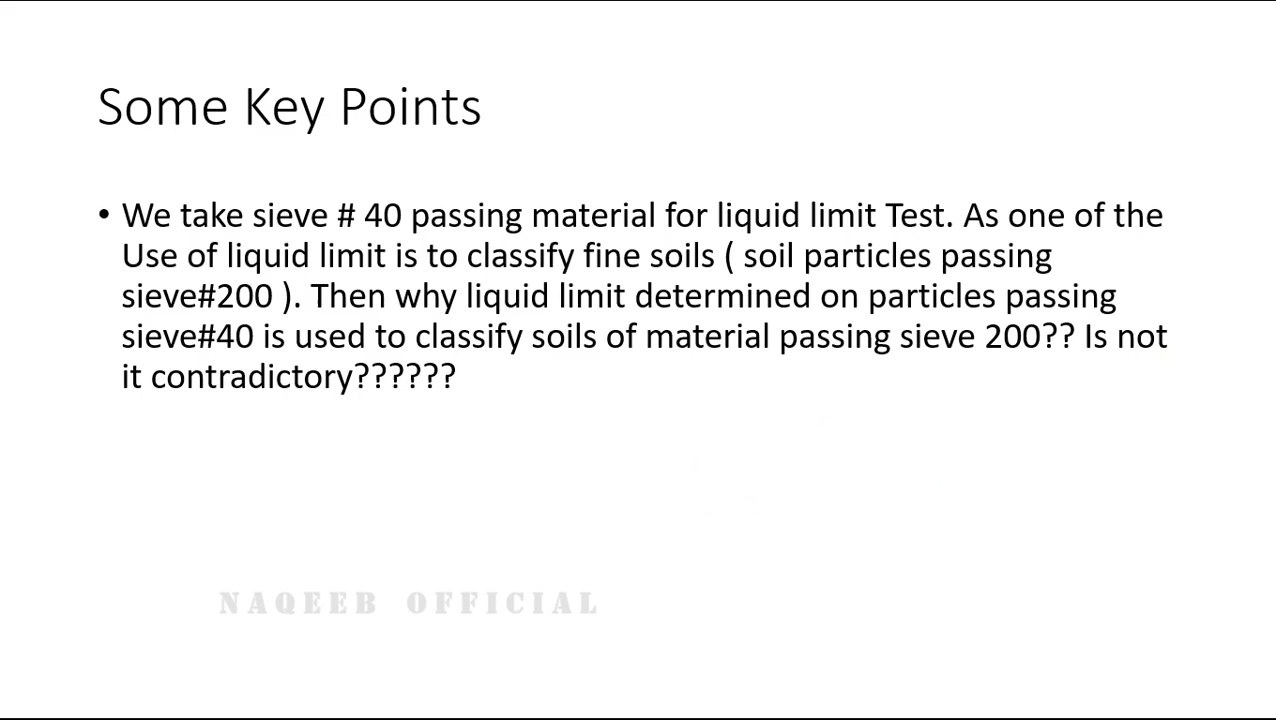 Some Key Points
• We take sieve # 40 passing material for liquid limit Test. As one of the
Use of liquid limit is to classify fine soils ( soil particles passing
sieve#200 ). Then why liquid limit determined on particles passing
sieve#40 is used to classify soils of material passing sieve 200?? Is not
it contradictory??????
NAQEEB OFFICIAL